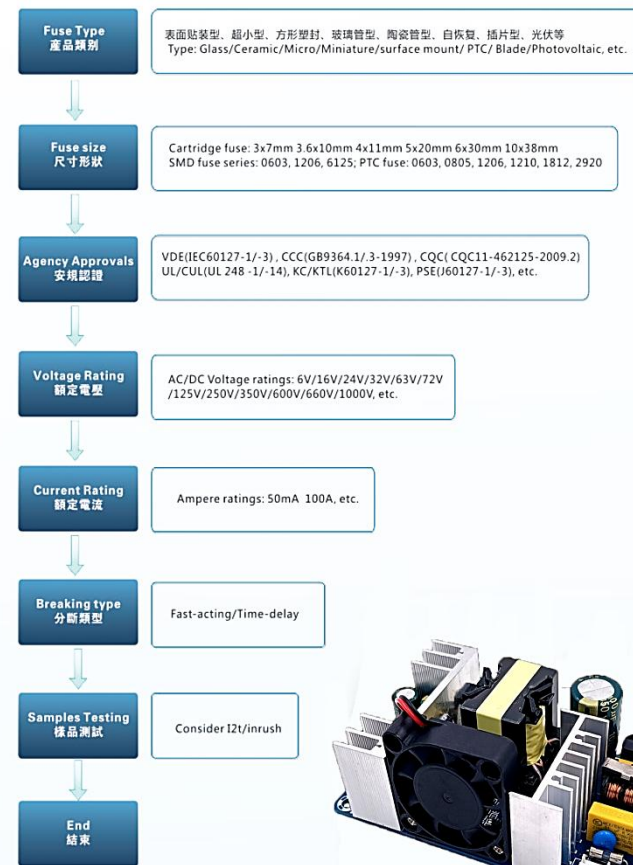 Fuse Type
產品類别
表面贴装型、超小型、方形塑封、玻璃管型、陶瓷管型、自恢复、插片型、光伏等
Type: Glass/Ceramic/Micro/Miniature/surface mount/ PTC/ Blade/Photovoltaic, etc.
Fuse size
尺寸形狀
Cartridge fuse: 3x7mm 3.6x10mm 4x11mm 5x20mm 6x30mm 10x38mm
SMD fuse series: 0603, 1206, 6125; PTC fuse: 0603, 0805, 1206, 1210, 1812, 2920
Agency Approvals
安規認證
VDE(IEC60127-1/-3) , CCC(GB9364.1/.3-1997) , CQC( CQC11-462125-2009.2)
UL/CUL(UL 248 -1/-14), KC/KTL(K60127-1/-3), PSE(J60127-1/-3), etc.
Voltage Rating
額定電壓
AC/DC Voltage ratings: 6V/16V/24V/32V/63V/72V
/125V/250V/350V/600V/660V/1000V, etc.
Current Rating
額定電流
Ampere ratings: 50mA 100A, etc.
Breaking type
分斷類型
Fast-acting/Time-delay
Samples Testing
樣品測試
Consider I2t/inrush
End
結束